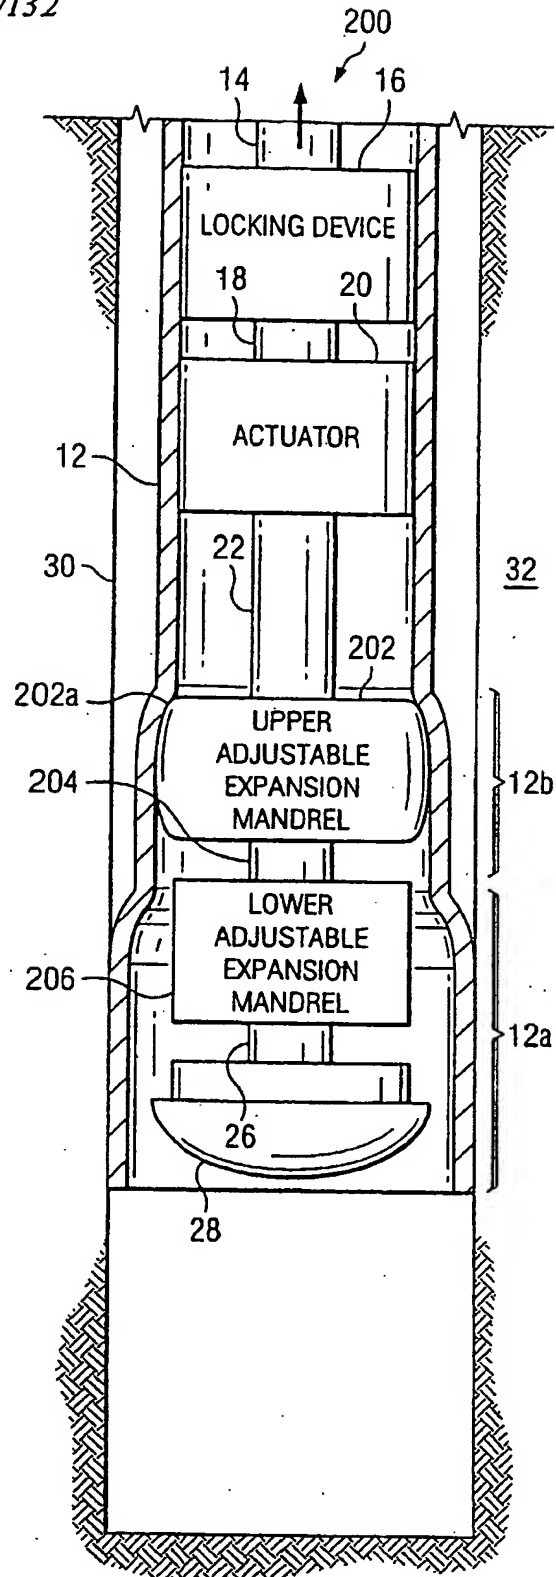 200
14
16
LOCKING DEVICE
18
20
ACTUATOR
12
22
30
32
202
202a
UPPER
ADJUSTABLE
EXPANSION
MANDREL
12b
204
LOWER
ADJUSTABLE
EXPANSION
MANDREL
206
12a
26
28